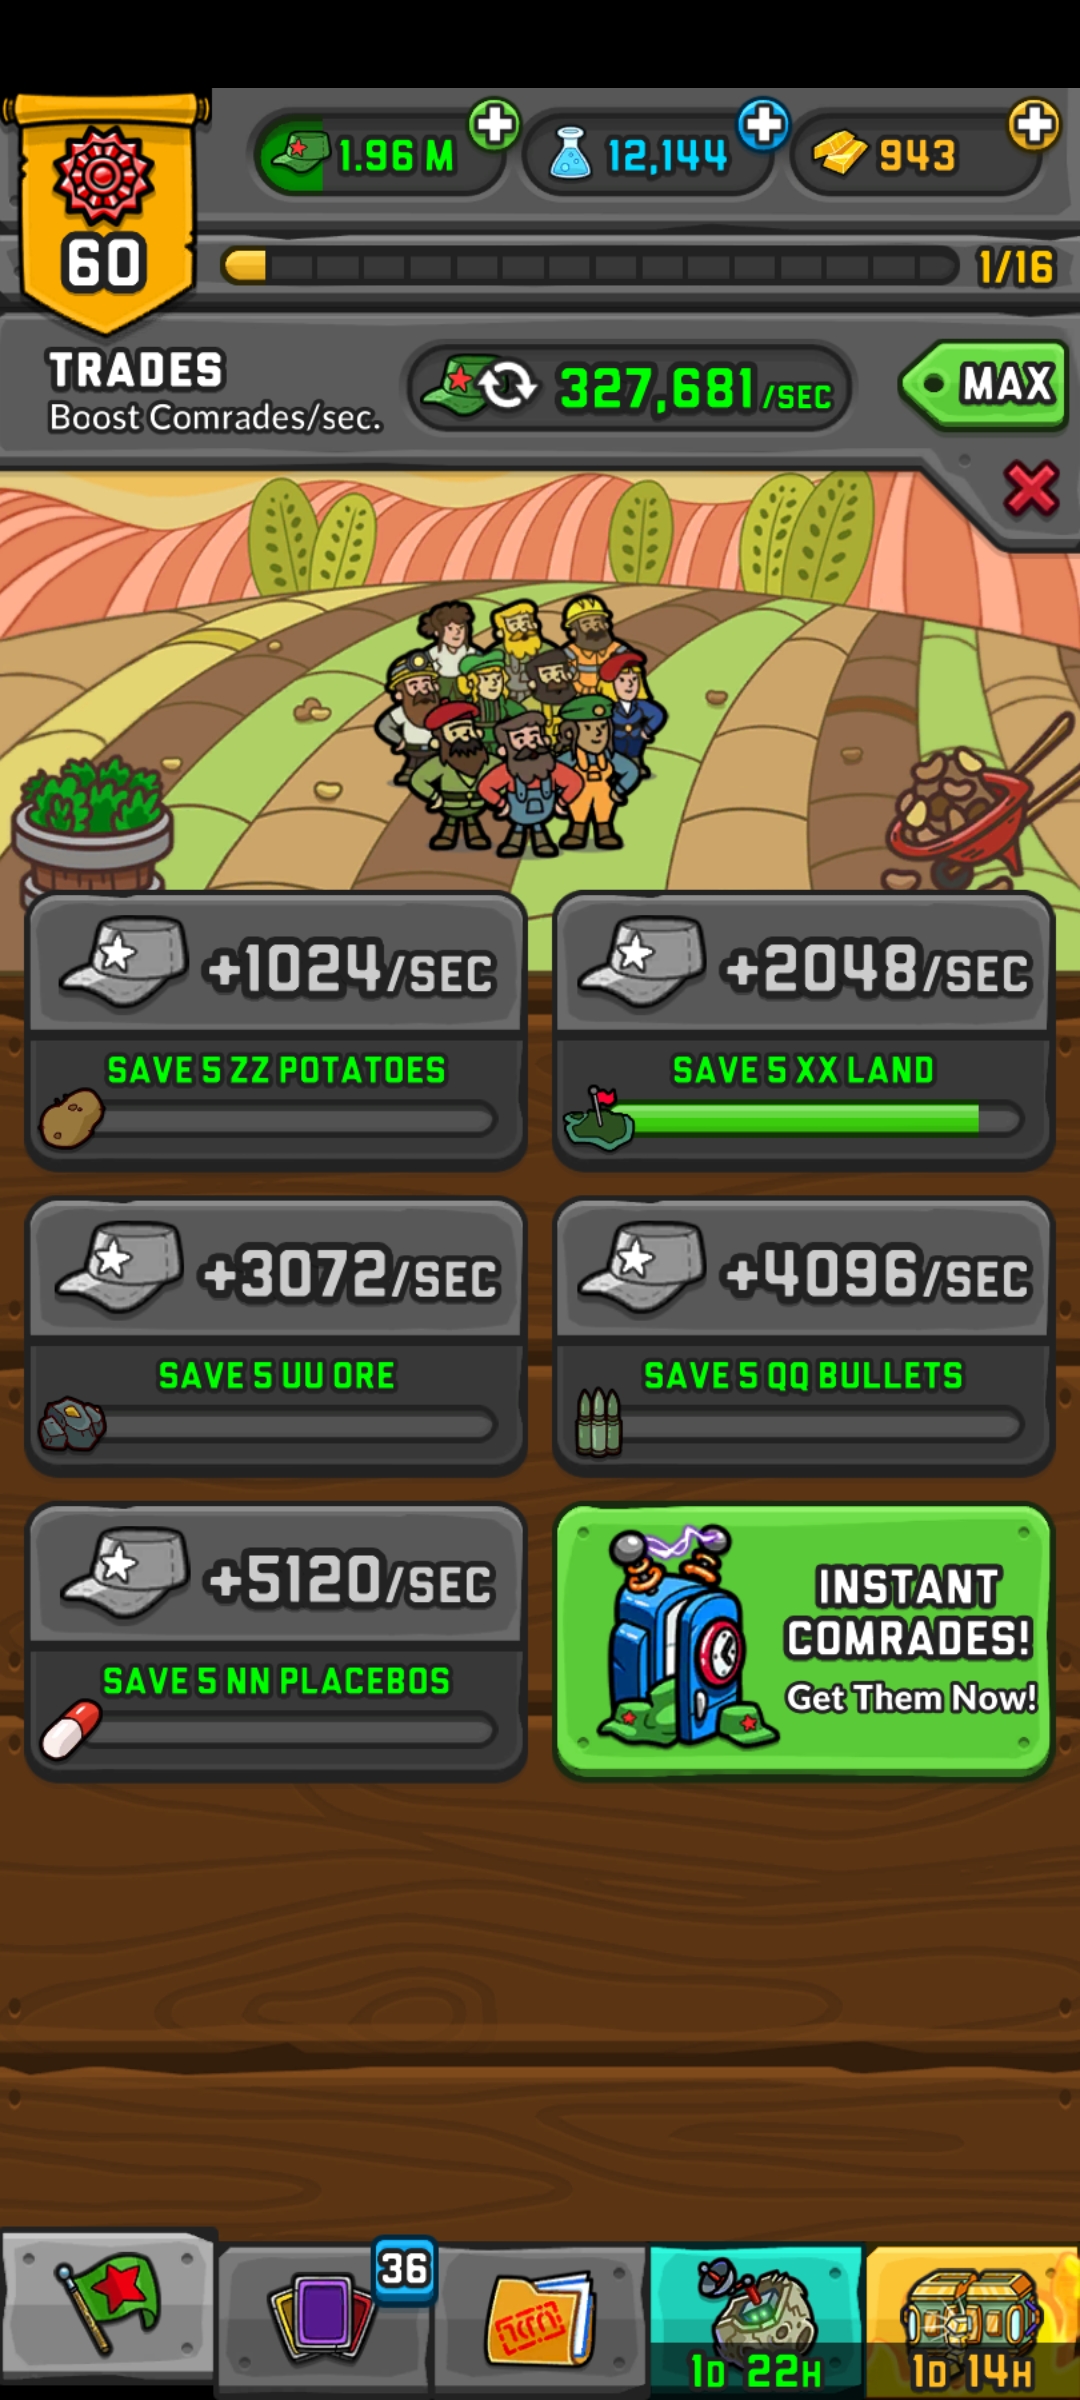 1.96 M
12,144
943
60
1/16
TRADES
Boost Comrades/sec.
327,681/SEC
MAX
+1024/SEC
+2048/SEC
SAVE 5 ZZ POTATOES
SAVE 5 XX LAND
+3072/SEC
+4096/SEC
SAVE 5 UU ORE
SAVE 5 QQ BULLETS
+5120/SEC
INSTANT
COMRADES!
Get Them Now!
SAVE 5 NN PLACEBOS
36
1D 22H
1D 14H